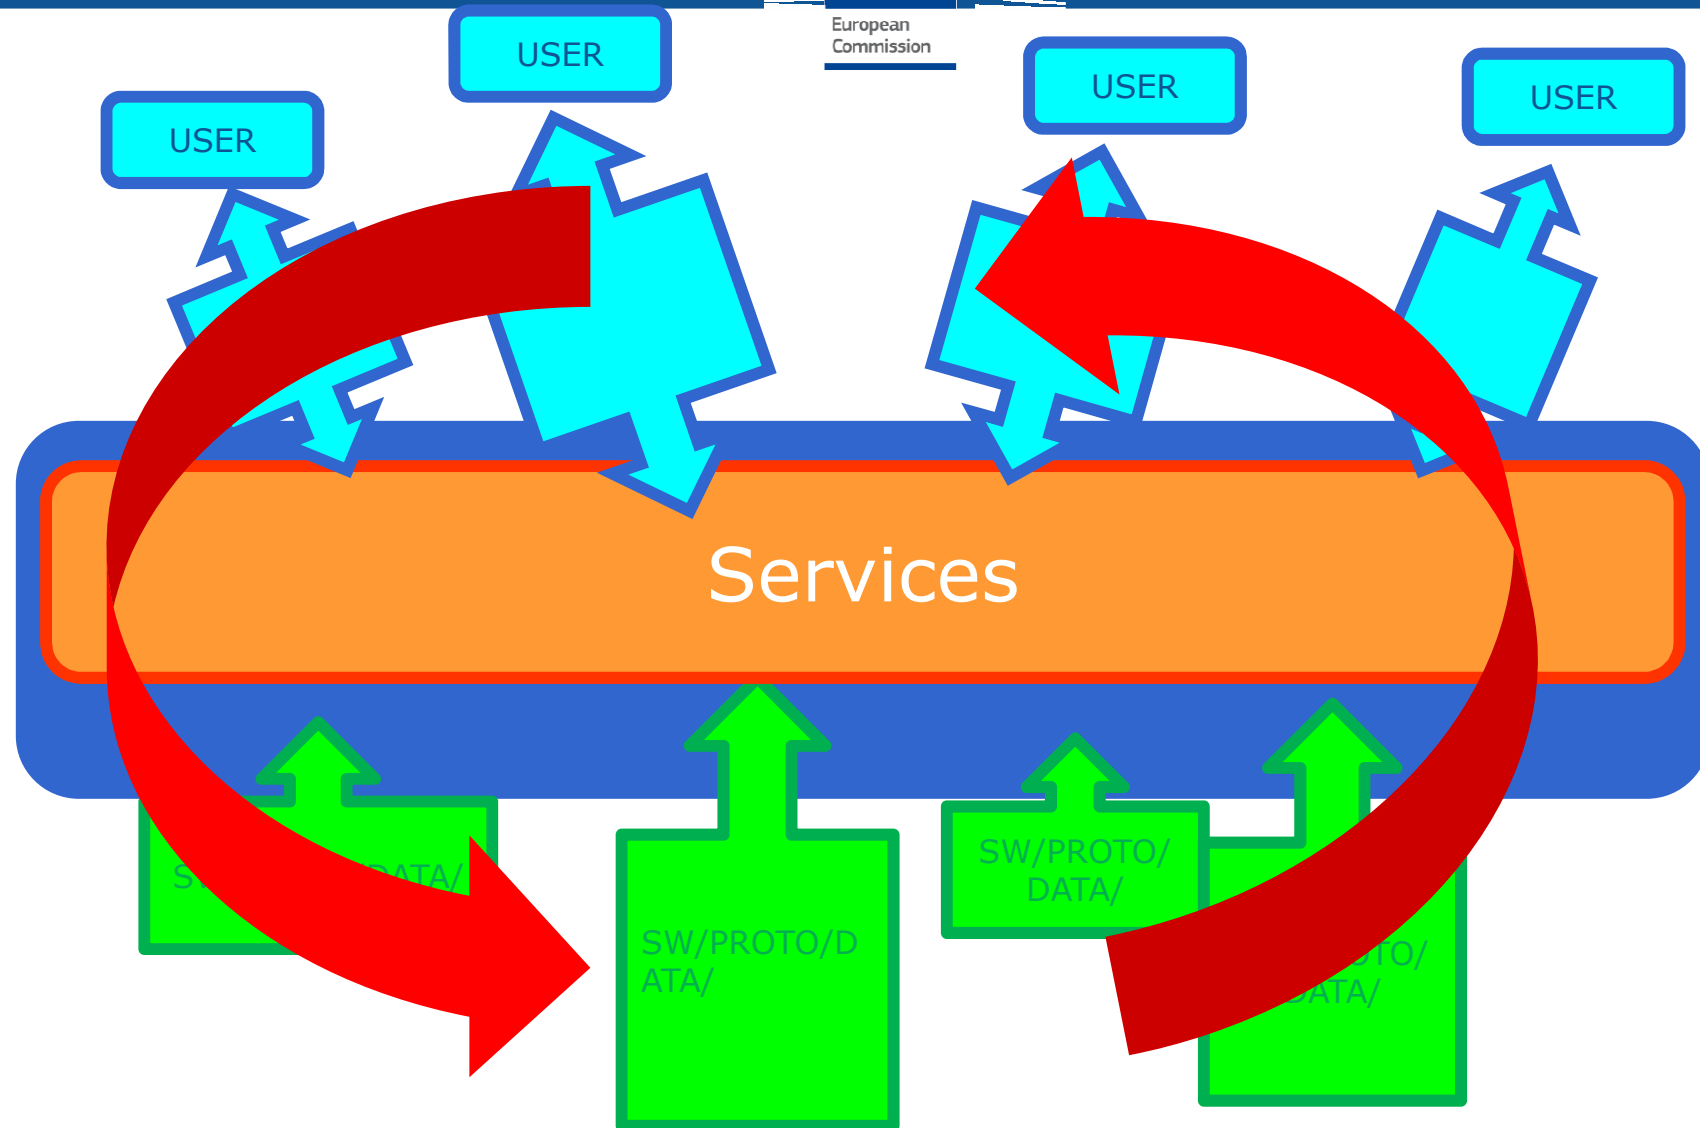 European
Commission
USER
USER
USER
USER
Services
SW/PROTO/
DATA/
DATA/
SW/PROTO/D
ATA/
DATA/